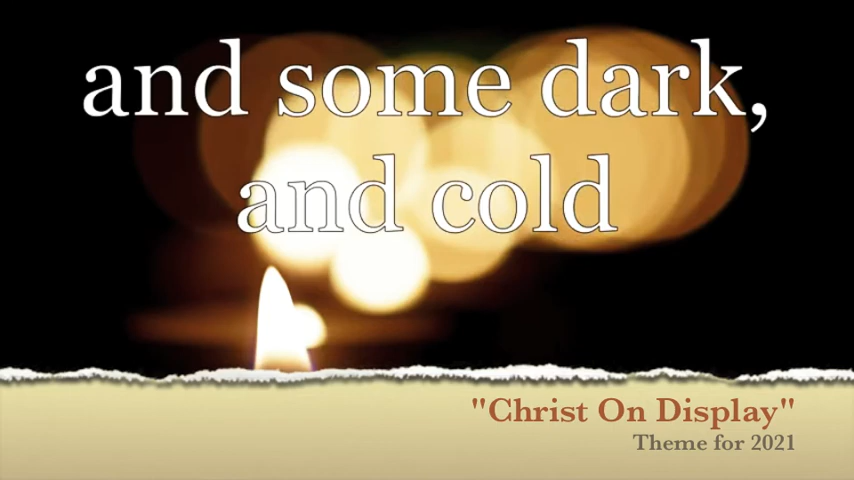 and some dark,
and cold
"Christ On Display"
Theme for 2021